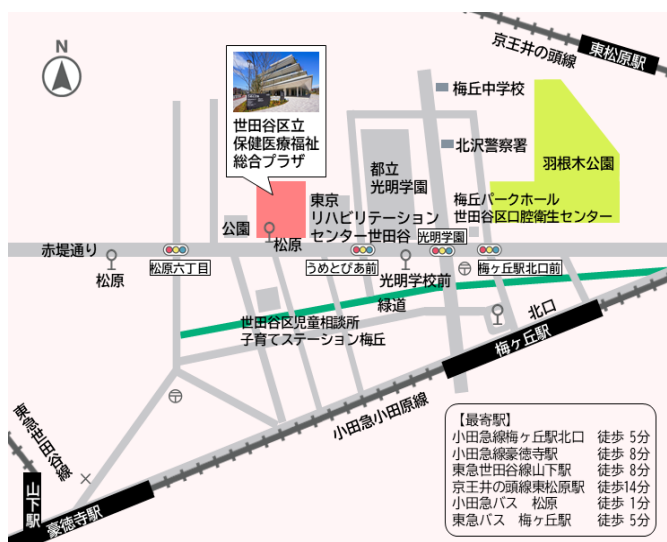 N
京王井の頭線
東松原駅
梅丘中学校
世田谷区立
保健医療福祉
総合プラザ
北沢警察署
都立
光明学園
羽根木公園
東京
リハビリテーション
センター世田谷
梅丘パークホール
世田谷区口腔衛生センター
公園
松原
光明学園
赤堤通り
松原
松原六丁目
うめとぴあ前
光明学校前
梅ヶ丘駅北口前
緑道
世田谷区児童相談所
子育てステーション梅丘
北口
梅ヶ丘駅
小田急小田原線
東急世田谷線
山下駅
豪徳寺駅
【最寄駅】
小田急線梅ヶ丘駅北口 徒歩 5分
小田急線豪徳寺駅 徒歩 8分
東急世田谷線山下駅 徒歩 8分
京王井の頭線東松原駅 徒歩14分
小田急バス 松原 徒歩 1分
東急バス 梅ヶ丘駅 徒歩 5分